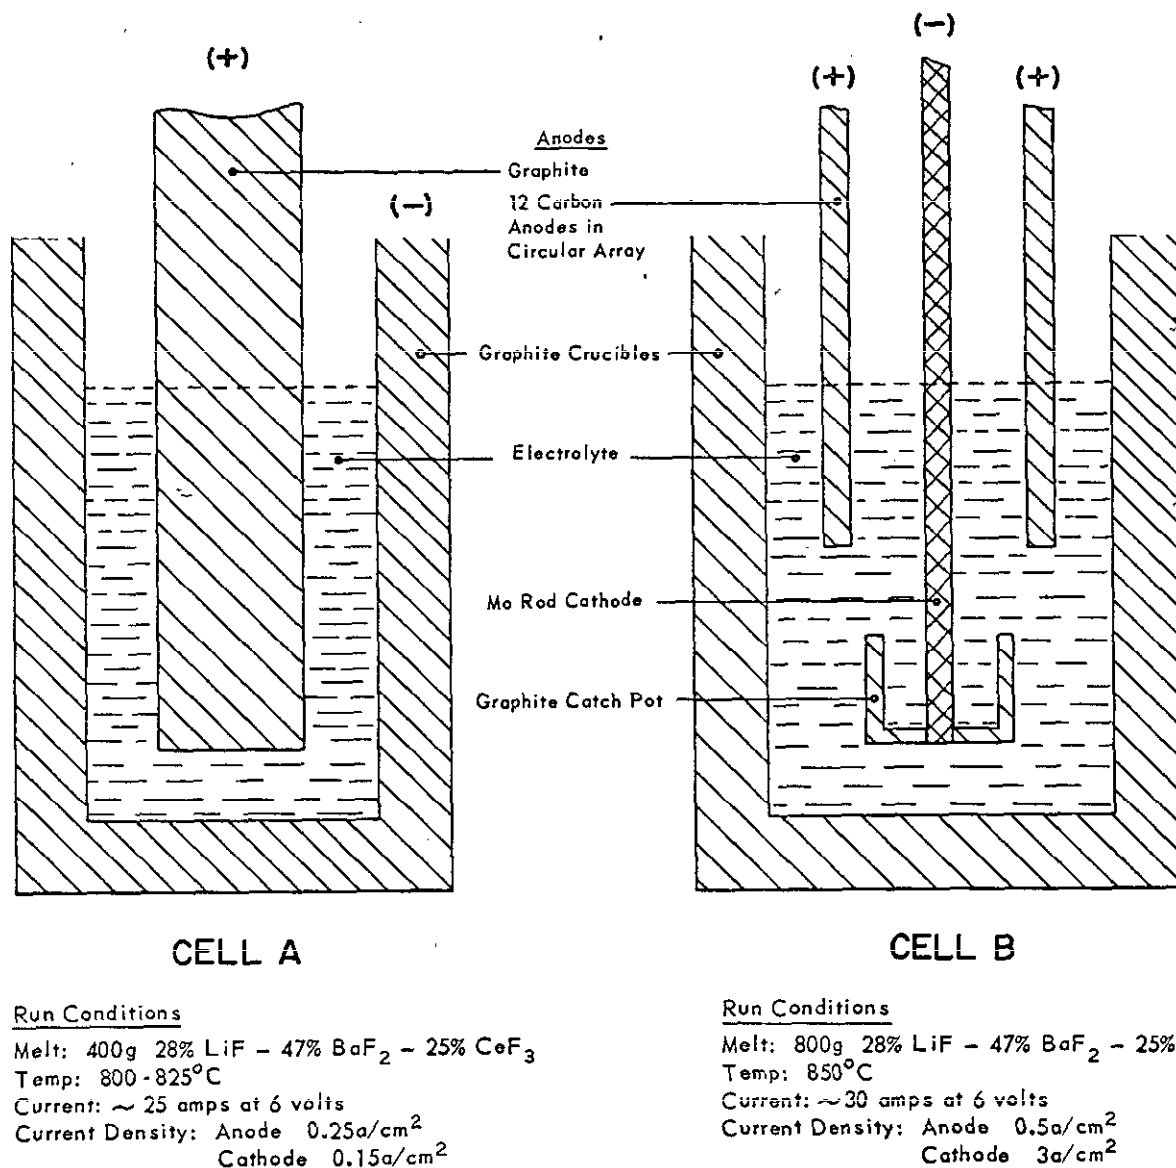 (+)
(-)
(-)
(+)
(+)
Anodes
Graphite
12 Carbon
Anodes in
Circular Array
Graphite Crucibles
Electrolyte
Mo Rod Cathode
Graphite Catch Pot
CELL A
Run Conditions
Melt: 400g 28% LiF – 47% BaF₂ – 25% CeF₃
Temp: 800-825°C
Current: ~ 25 amps at 6 volts
Current Density: Anode 0.25a/cm²
Cathode 0.15a/cm²
CELL B
Run Conditions
Melt: 800g 28% LiF – 47% BaF₂ – 25%
Temp: 850°C
Current: ~30 amps at 6 volts
Current Density: Anode 0.5a/cm²
Cathode 3a/cm²